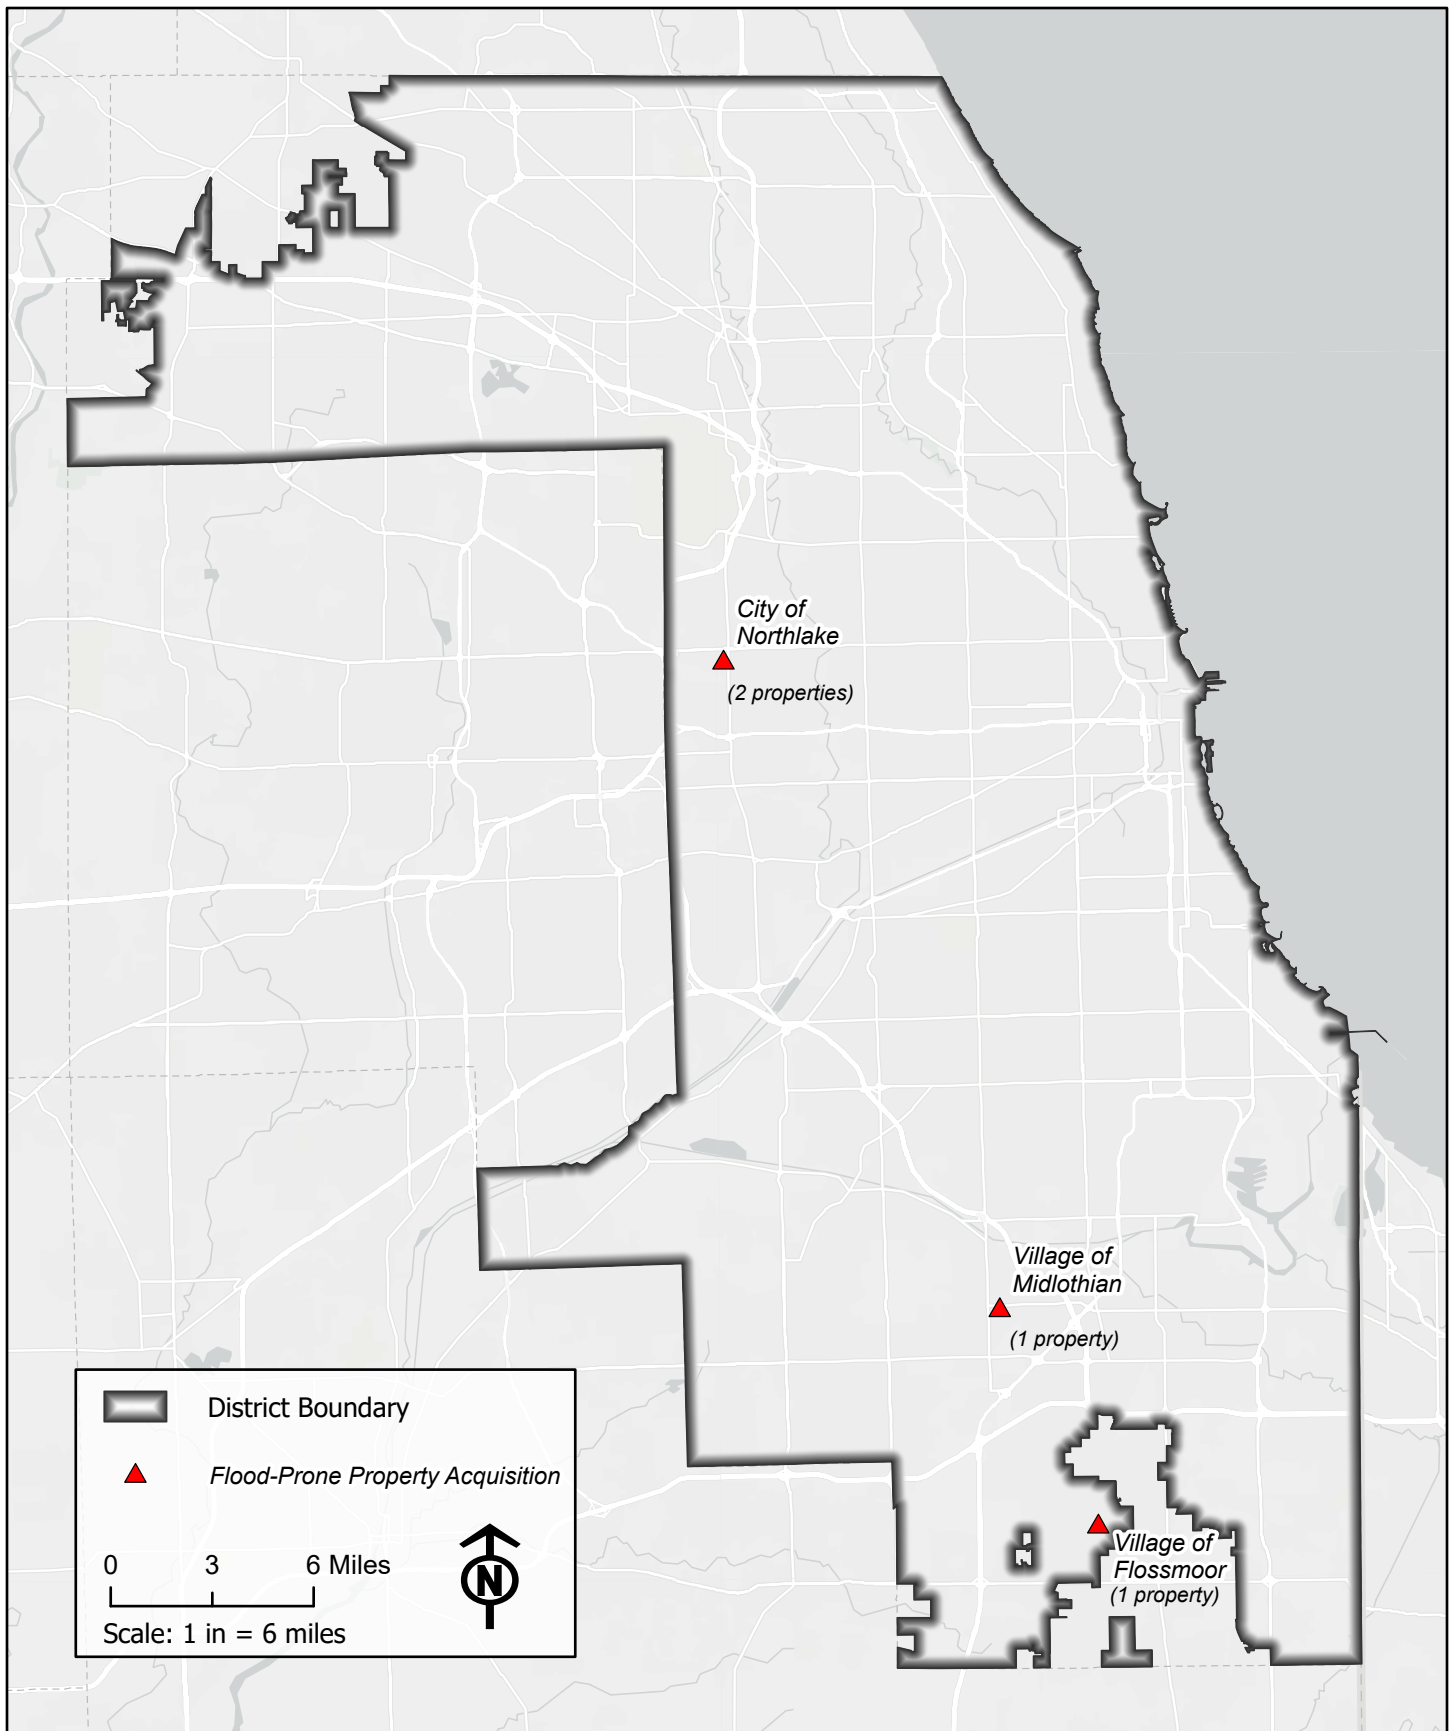 City of
Northlake
(2 properties)
Village of
Midlothian
(1 property)
Village of
Flossmoor
(1 property)
District Boundary
Flood-Prone Property Acquisition
0 3 6 Miles
N
Scale: 1 in = 6 miles